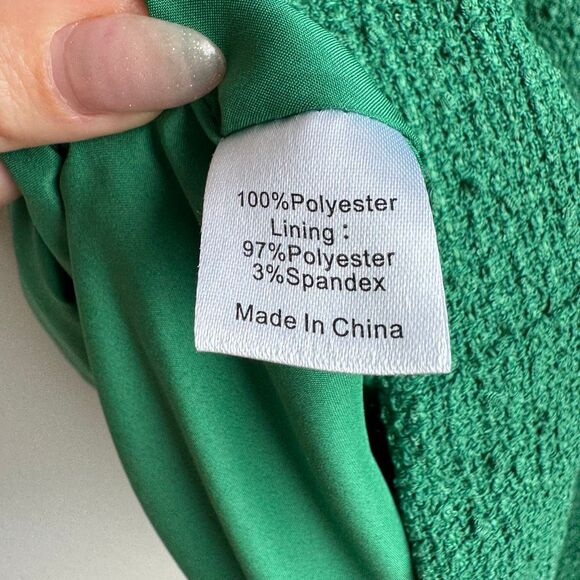 100%Polyester
Lining：
97%Polyester
3%Spandex
Made In China